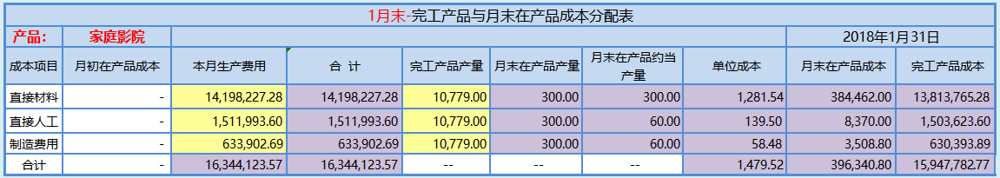 1月末-完工产品与月末在产品成本分配表
产品： 家庭影院 2018年1月31日
成本项目 月初在产品成本 本月生产费用 合 计 完工产品产量 月末在产品产量 月末在产品约当产量 单位成本 月末在产品成本 完工产品成本
直接材料 - 14,198,227.28 14,198,227.28 10,779.00 300.00 300.00 1,281.54 384,462.00 13,813,765.28
直接人工 - 1,511,993.60 1,511,993.60 10,779.00 300.00 60.00 139.50 8,370.00 1,503,623.60
制造费用 - 633,902.69 633,902.69 10,779.00 300.00 60.00 58.48 3,508.80 630,393.89
合计 - 16,344,123.57 16,344,123.57 -- -- -- 1,479.52 396,340.80 15,947,782.77